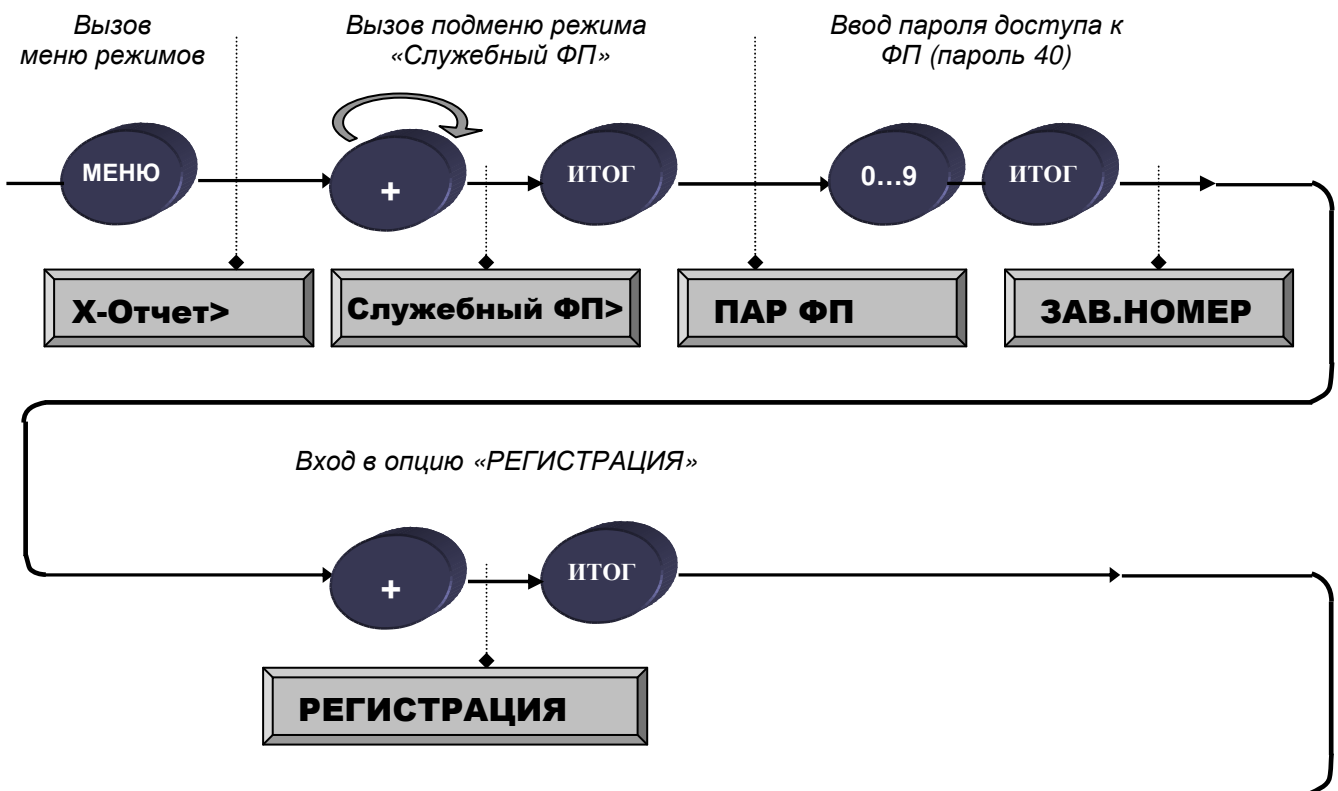 Вызов
меню режимов
Вызов подменю режима
«Служебный ФП»
Ввод пароля доступа к
ФП (пароль 40)
МЕНЮ
+
ИТОГ
0...9
ИТОГ
Х-Отчет>
Служебный ФП>
ПАР ФП
ЗАВ.НОМЕР
Вход в опцию «РЕГИСТРАЦИЯ»
+
ИТОГ
РЕГИСТРАЦИЯ